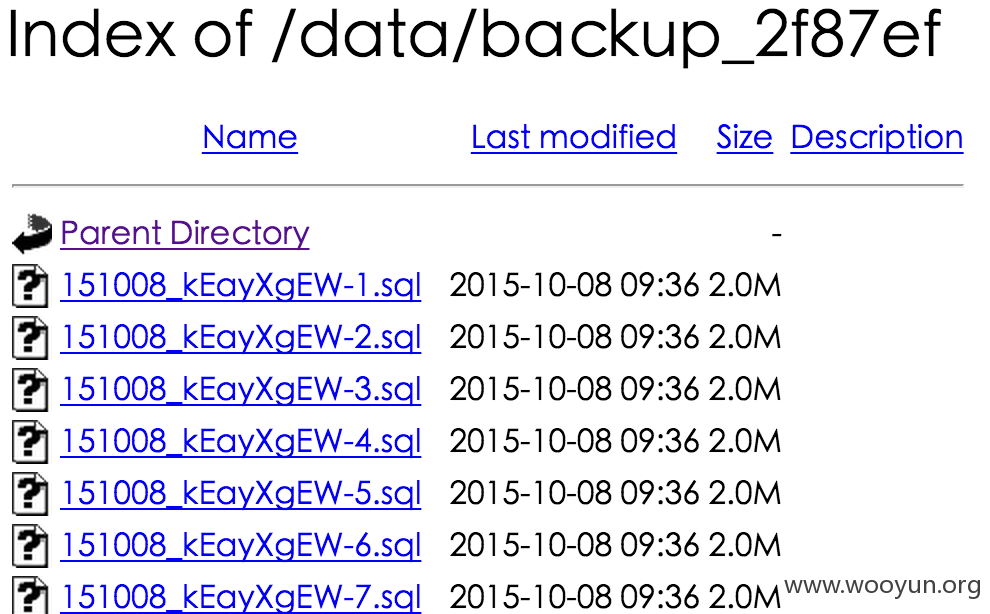 Index of /data/backup_2f87ef
Name Last modified Size Description
Parent Directory -
151008_kEayXgEW-1.sql 2015-10-08 09:36 2.0M
151008_kEayXgEW-2.sql 2015-10-08 09:36 2.0M
151008_kEayXgEW-3.sql 2015-10-08 09:36 2.0M
151008_kEayXgEW-4.sql 2015-10-08 09:36 2.0M
151008_kEayXgEW-5.sql 2015-10-08 09:36 2.0M
151008_kEayXgEW-6.sql 2015-10-08 09:36 2.0M
151008_kEayXgEW-7.sql 2015-10-08 09:36 2.0M
www.wooyun.org